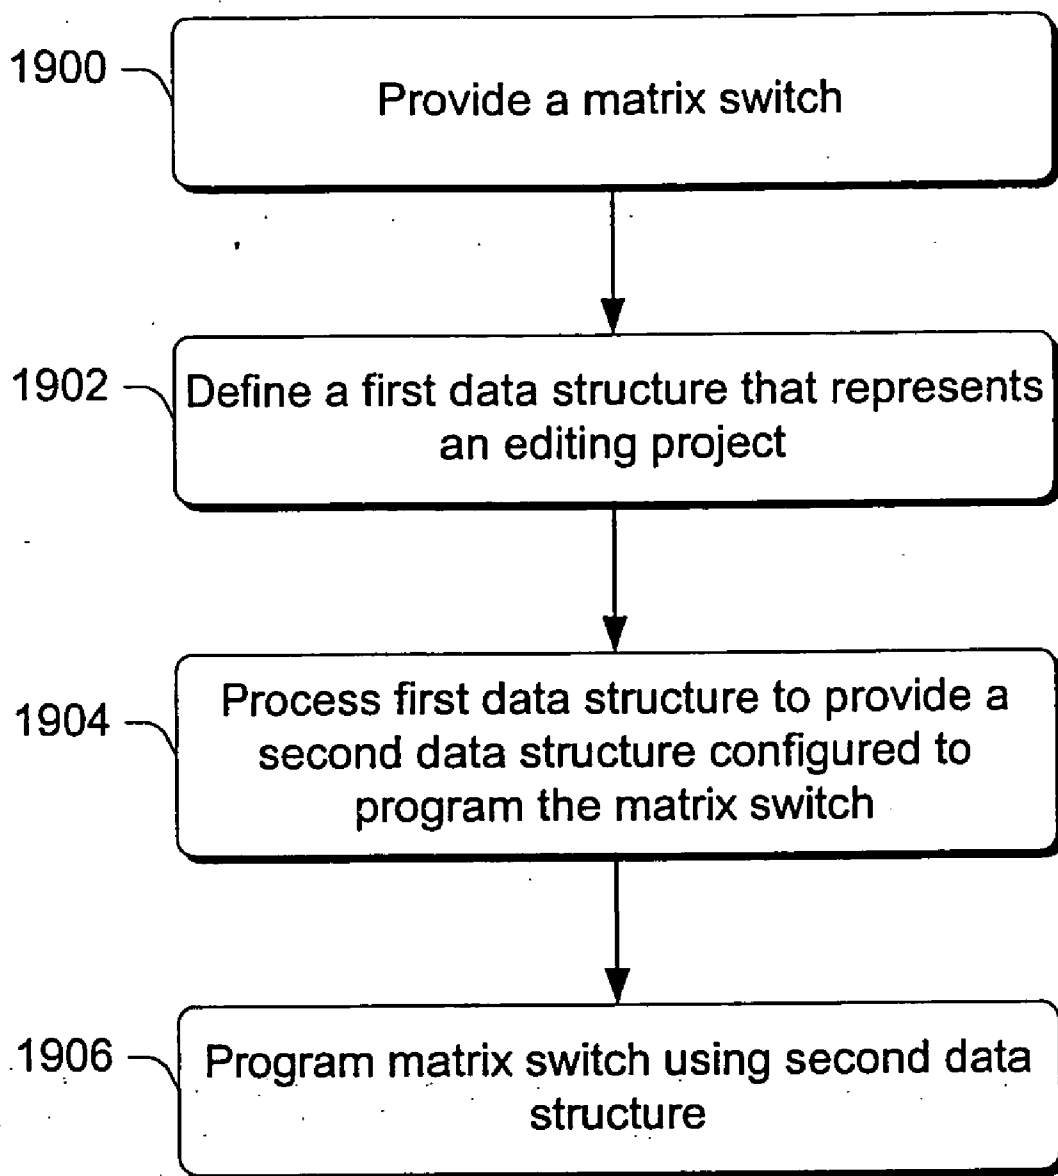 1900
Provide a matrix switch
1902
Define a first data structure that represents
an editing project
1904
Process first data structure to provide a
second data structure configured to
program the matrix switch
1906
Program matrix switch using second data
structure